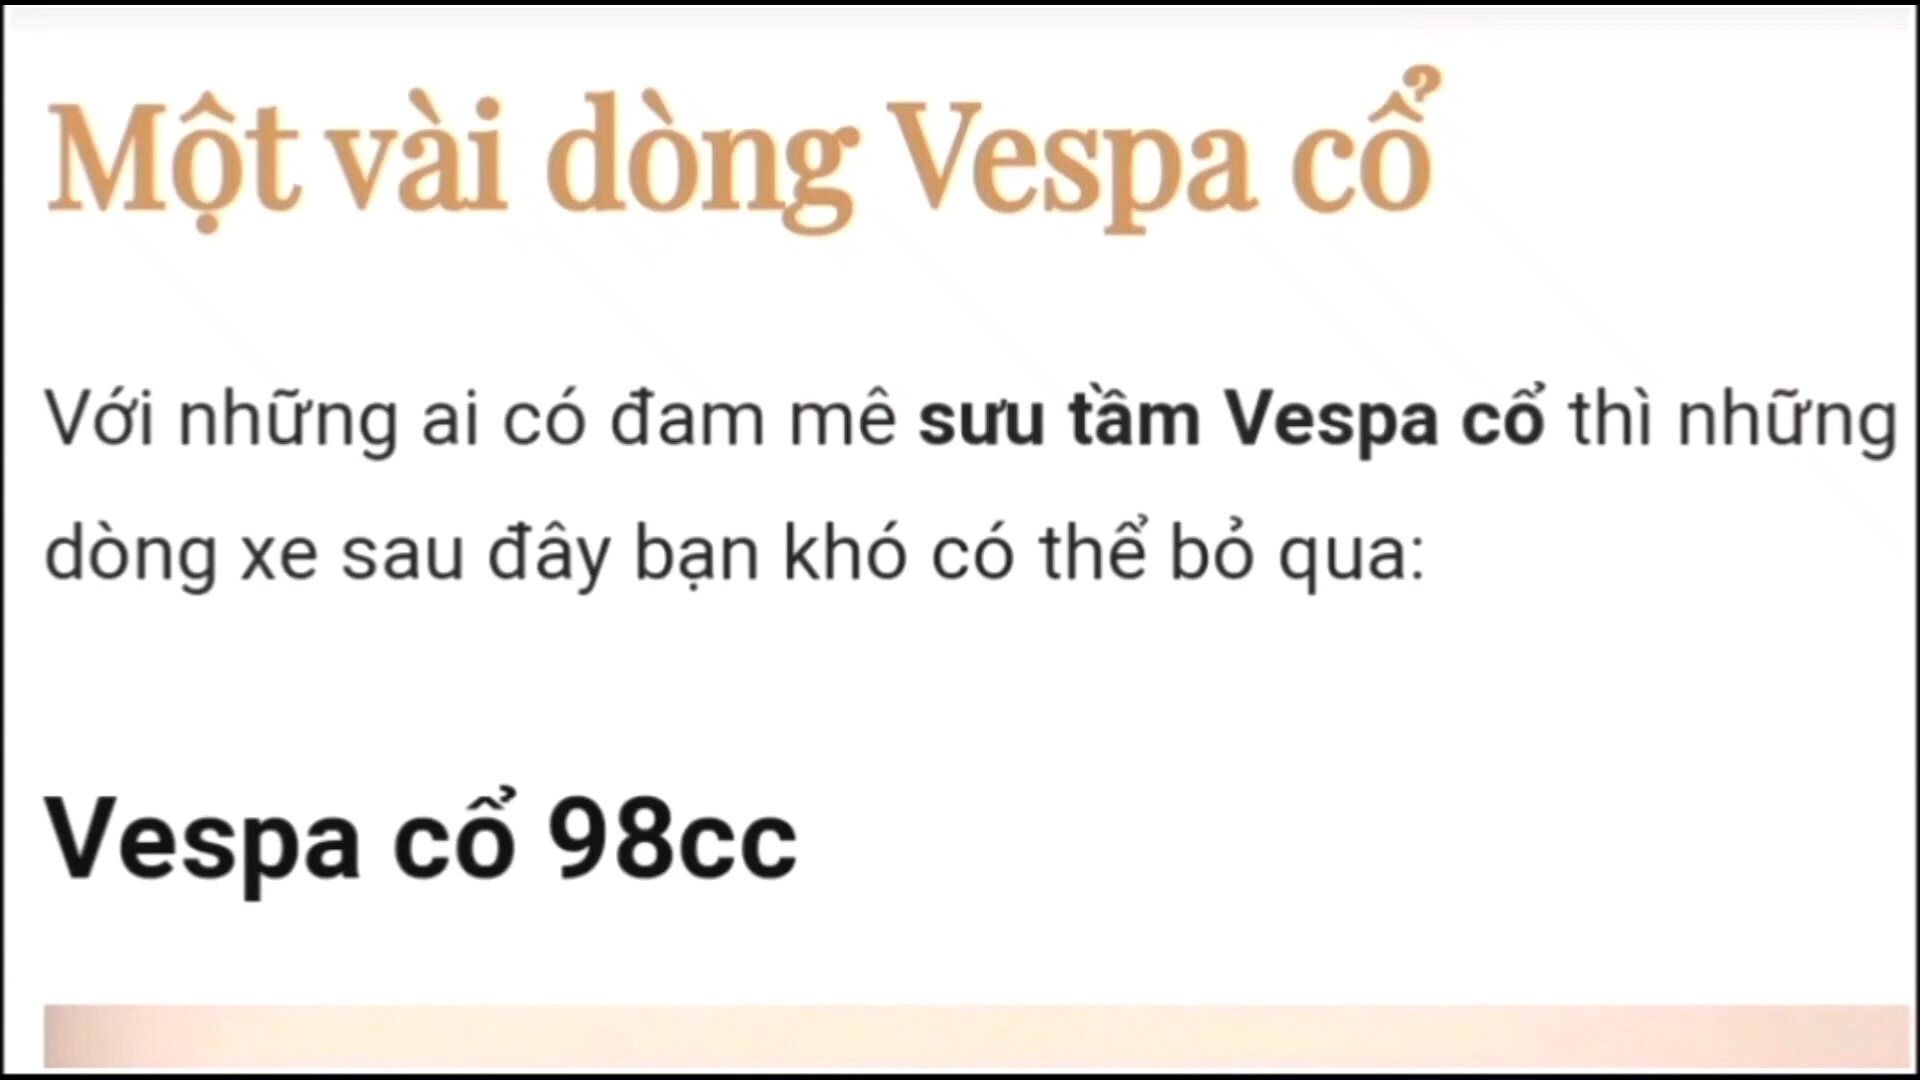 Một vài dòng Vespa cổ
Với những ai có đam mê sưu tầm Vespa cổ thì những
dòng xe sau đây bạn khó có thể bỏ qua:
Vespa cổ 98cc